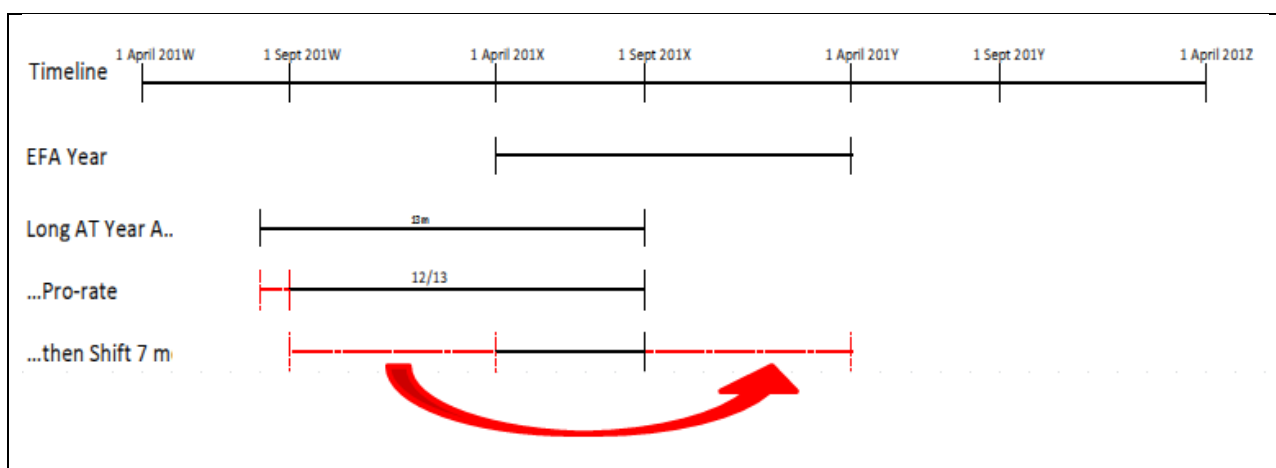 1 April 201W 1 Sept 201W 1 April 201X 1 Sept 201X 1 April 201Y 1 Sept 201Y 1 April 201Z
Timeline
EFA Year
13m
Long AT Year A..
12/13
...Pro-rate
...then Shift 7 m